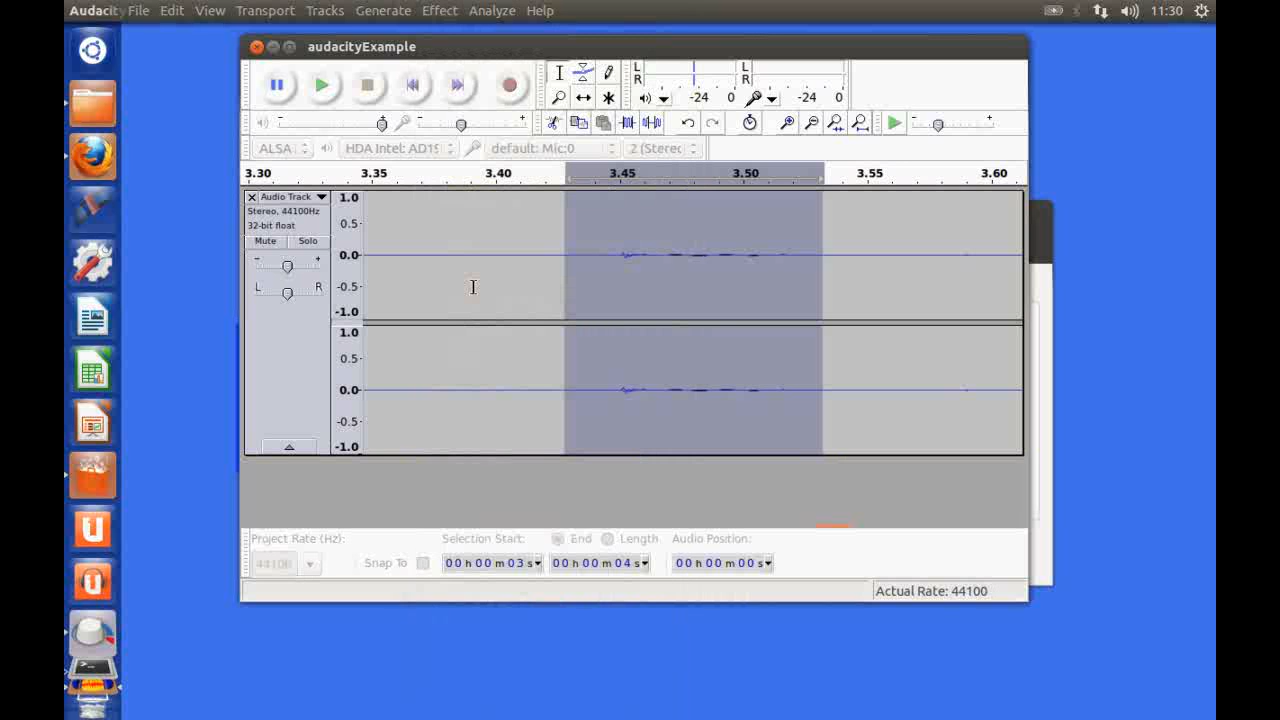 Audacity File Edit View Transport Tracks Generate Effect Analyze Help 11:30
audacityExample
L R L R
-24 0 -24 0
ALSA HDA Intel: AD19 default: Mic:0 2 (Stereo
3.30 3.35 3.40 3.45 3.50 3.55 3.60
Audio Track
Stereo, 44100Hz
32-bit float
Mute Solo
- +
L R
1.0
0.5
0.0
-0.5
-1.0
1.0
0.5
0.0
-0.5
-1.0
Project Rate (Hz): Selection Start: End Length Audio Position:
44100 Snap To 00 h 00 m 03 s 00 h 00 m 04 s 00 h 00 m 00 s
Actual Rate: 44100